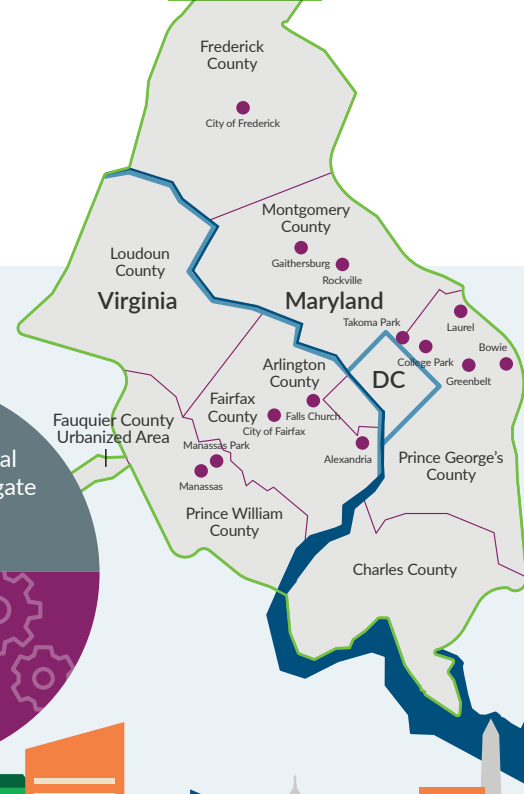 Frederick
County
City of Frederick
Montgomery
County
Gaithersburg
Rockville
Loudoun
County
Virginia
Maryland
Takoma Park
Laurel
Bowie
College Park
Greenbelt
Arlington
County
DC
Fairfax
County
Falls Church
City of Fairfax
Fauquier County
Urbanized Area
Manassas Park
Manassas
Alexandria
Prince George's
County
al
gate
Prince William
County
Charles County